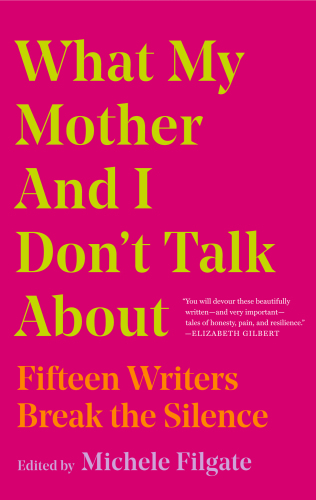 What My
Mother
And I
Don't Talk
About
"You will devour these beautifully
written—and very important—
tales of honesty, pain, and resilience."
—ELIZABETH GILBERT
Fifteen Writers
Break the Silence
Edited by Michele Filgate